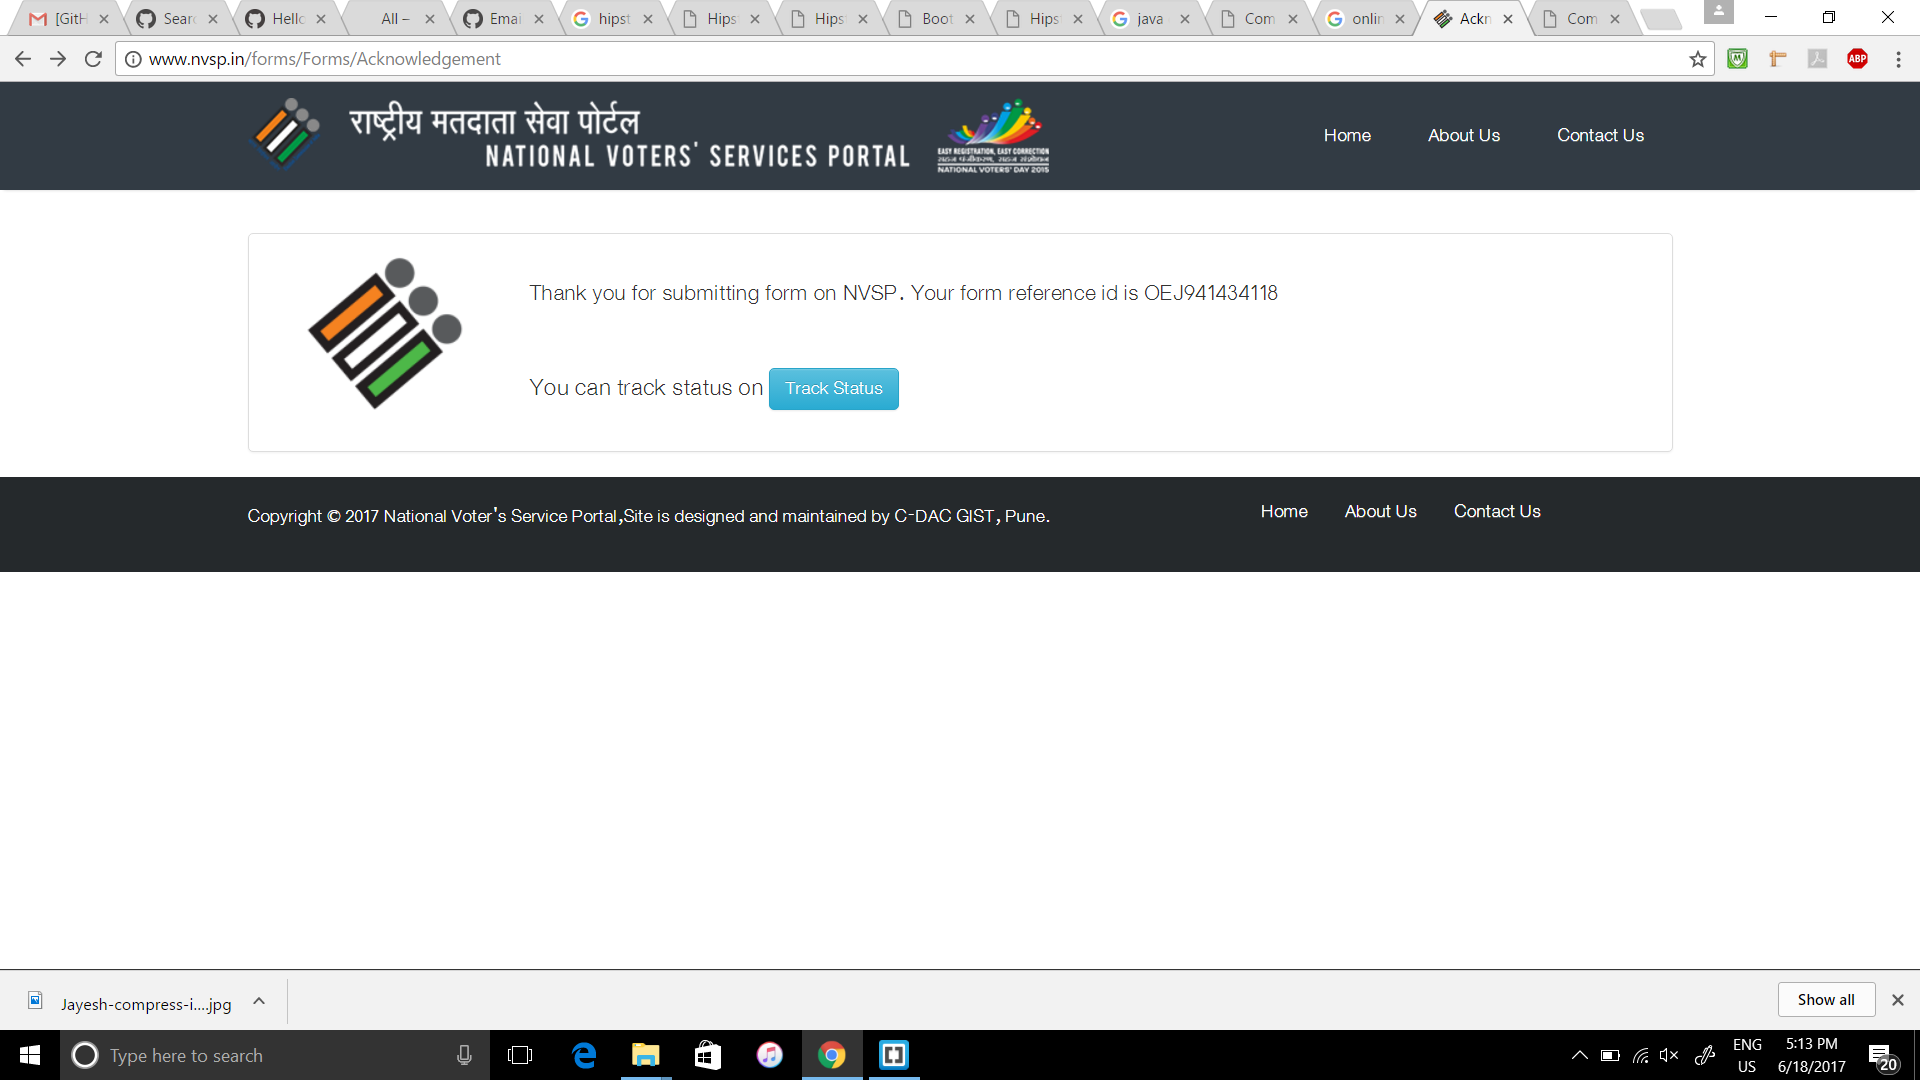 [GitH
Searc
Hello
All –
Emai
hipst
Hips
Hips
Boot
Hips
java
Com
onlin
Ackn
Com
www.nvsp.in/forms/Forms/Acknowledgement
ABP
राष्ट्रीय मतदाता सेवा पोर्टल
NATIONAL VOTERS' SERVICES PORTAL
EASY REGISTRATION, EASY CORRECTION
NATIONAL VOTERS' DAY 2015
Home
About Us
Contact Us
Thank you for submitting form on NVSP. Your form reference id is OEJ941434118
You can track status on Track Status
Copyright © 2017 National Voter's Service Portal,Site is designed and maintained by C-DAC GIST, Pune.
Home
About Us
Contact Us
Jayesh-compress-i....jpg
Show all
Type here to search
ENG
US
5:13 PM
6/18/2017
20